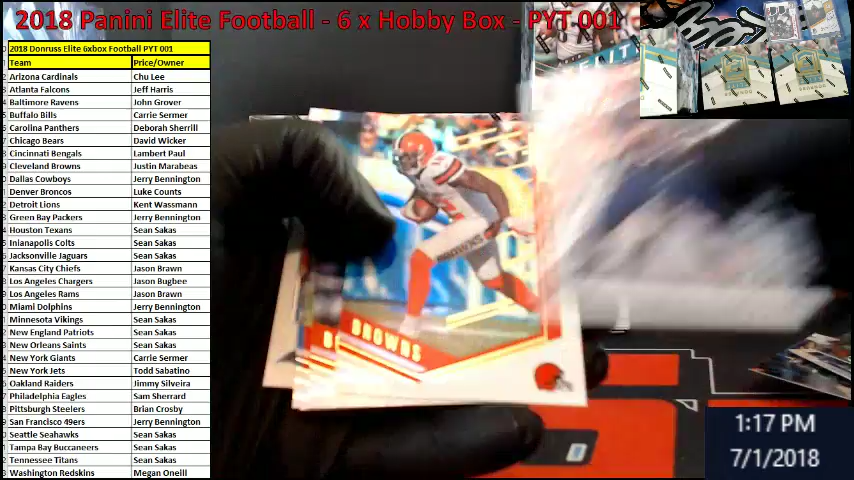 2018 Panini Elite Football - 6 x Hobby Box - PYT 001
2018 Donruss Elite 6xbox Football PYT 001
Team Price/Owner
Arizona Cardinals Chu Lee
Atlanta Falcons Jeff Harris
Baltimore Ravens John Grover
Buffalo Bills Carrie Sermer
Carolina Panthers Deborah Sherrill
Chicago Bears David Wicker
Cincinnati Bengals Lambert Paul
Cleveland Browns Justin Marabeas
Dallas Cowboys Jerry Bennington
Denver Broncos Luke Counts
Detroit Lions Kent Wassmann
Green Bay Packers Jerry Bennington
Houston Texans Sean Sakas
Inianapolis Colts Sean Sakas
Jacksonville Jaguars Sean Sakas
Kansas City Chiefs Jason Brawn
Los Angeles Chargers Jason Bugbee
Los Angeles Rams Jason Brawn
Miami Dolphins Jerry Bennington
Minnesota Vikings Sean Sakas
New England Patriots Sean Sakas
New Orleans Saints Sean Sakas
New York Giants Carrie Sermer
New York Jets Todd Sabatino
Oakland Raiders Jimmy Silveira
Philadelphia Eagles Sam Sherrard
Pittsburgh Steelers Brian Crosby
San Francisco 49ers Jerry Bennington
Seattle Seahawks Sean Sakas
Tampa Bay Buccaneers Sean Sakas
Tennessee Titans Sean Sakas
Washington Redskins Megan Oneill
BROWNS
BROWNS
1:17 PM
7/1/2018